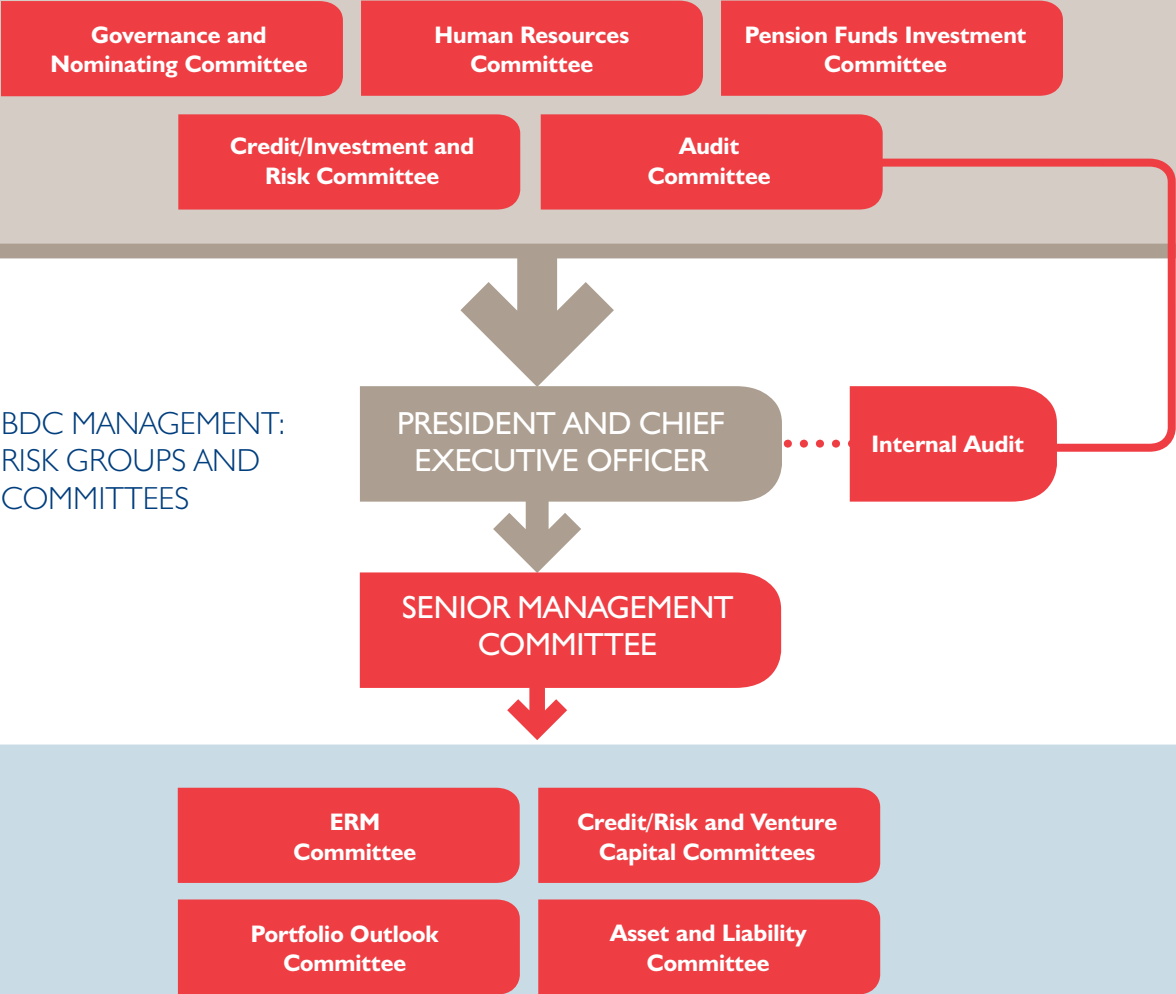 Governance and
Nominating Committee
Human Resources
Committee
Pension Funds Investment
Committee
Credit/Investment and
Risk Committee
Audit
Committee
BDC MANAGEMENT:
RISK GROUPS AND
COMMITTEES
PRESIDENT AND CHIEF
EXECUTIVE OFFICER
Internal Audit
SENIOR MANAGEMENT
COMMITTEE
ERM
Committee
Credit/Risk and Venture
Capital Committees
Portfolio Outlook
Committee
Asset and Liability
Committee